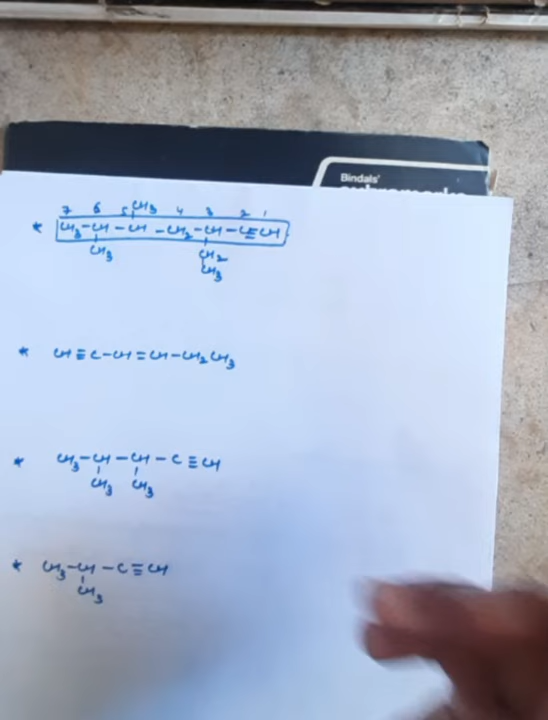 Bindals'
7 6 5 CH3 4 3 2 1
* CH3-CH-CH-CH2-CH-C≡CH
CH3 CH2
CH3
* CH≡C-CH=CH-CH2CH3
* CH3-CH-CH-C≡CH
CH3 CH3
* CH3-CH-C≡CH
CH3